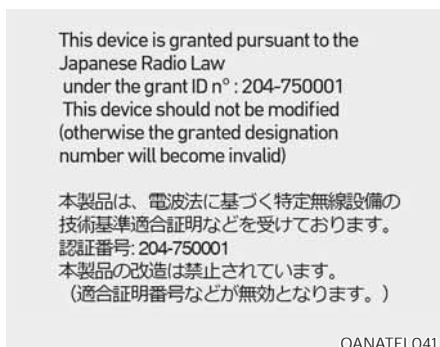 This device is granted pursuant to the
Japanese Radio Law
under the grant ID n° : 204-750001
This device should not be modified
(otherwise the granted designation
number will become invalid)
本製品は、電波法に基づく特定無線設備の
技術基準適合証明などを受けております。
認証番号: 204-750001
本製品の改造は禁止されています。
（適合証明番号などが無効となります。）
OANATEL041